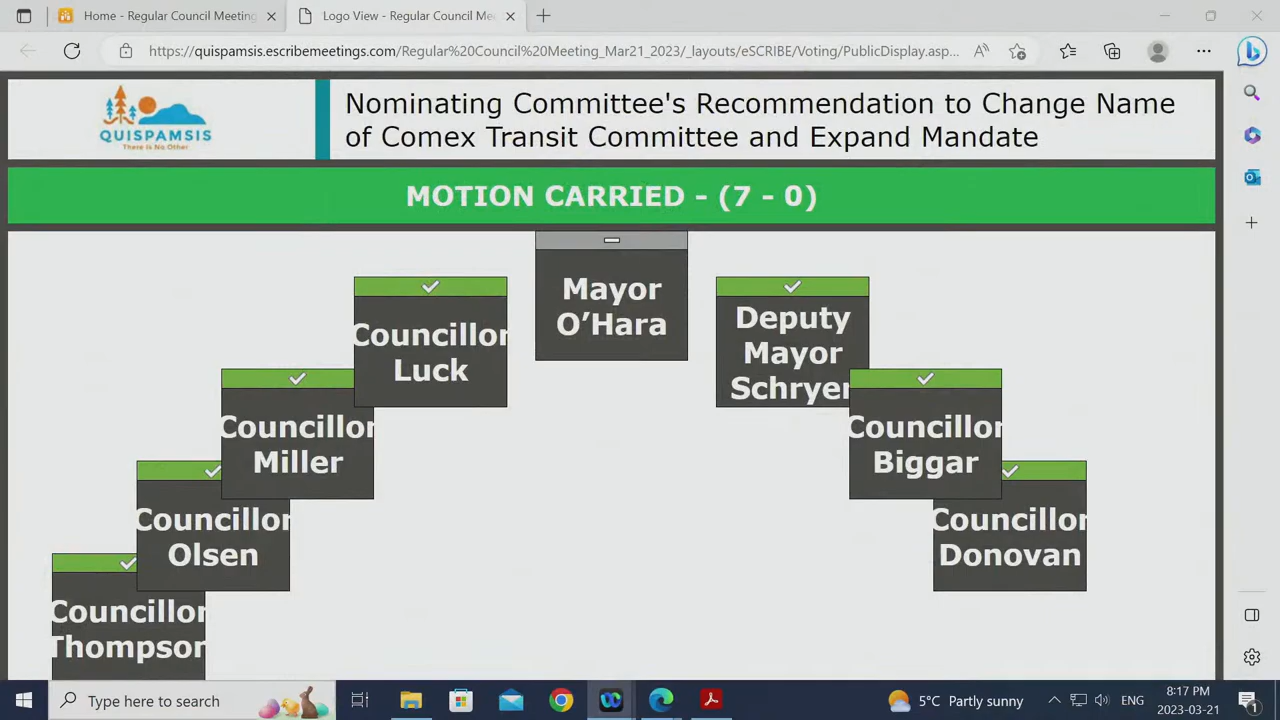 Home - Regular Council Meeting
Logo View - Regular Council Me
https://quispamsis.escribemeetings.com/Regular%20Council%20Meeting_Mar21_2023/_layouts/eSCRIBE/Voting/PublicDisplay.asp...
QUISPAMSIS
There Is No Other
Nominating Committee's Recommendation to Change Name
of Comex Transit Committee and Expand Mandate
MOTION CARRIED - (7 - 0)
Mayor
O’Hara
Councillor
Luck
Deputy
Mayor
Schryer
Councillor
Miller
Councillor
Biggar
Councillor
Olsen
Councillor
Donovan
Councillor
Thompson
Type here to search
5°C Partly sunny
ENG
8:17 PM
2023-03-21
1